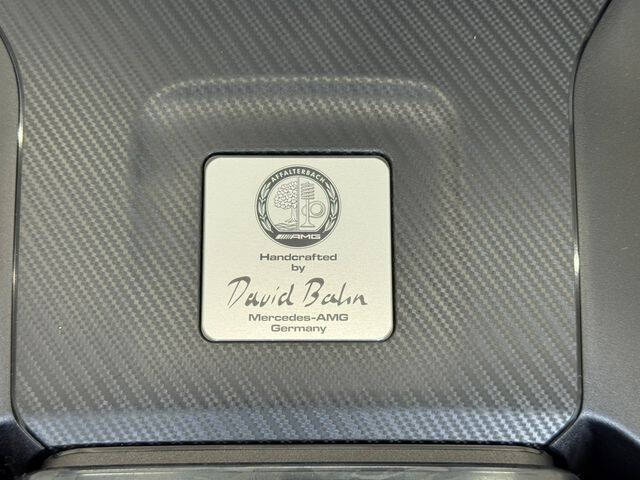 AFFALTERBACH
AMG
Handcrafted
by
David Bahn
Mercedes-AMG
Germany